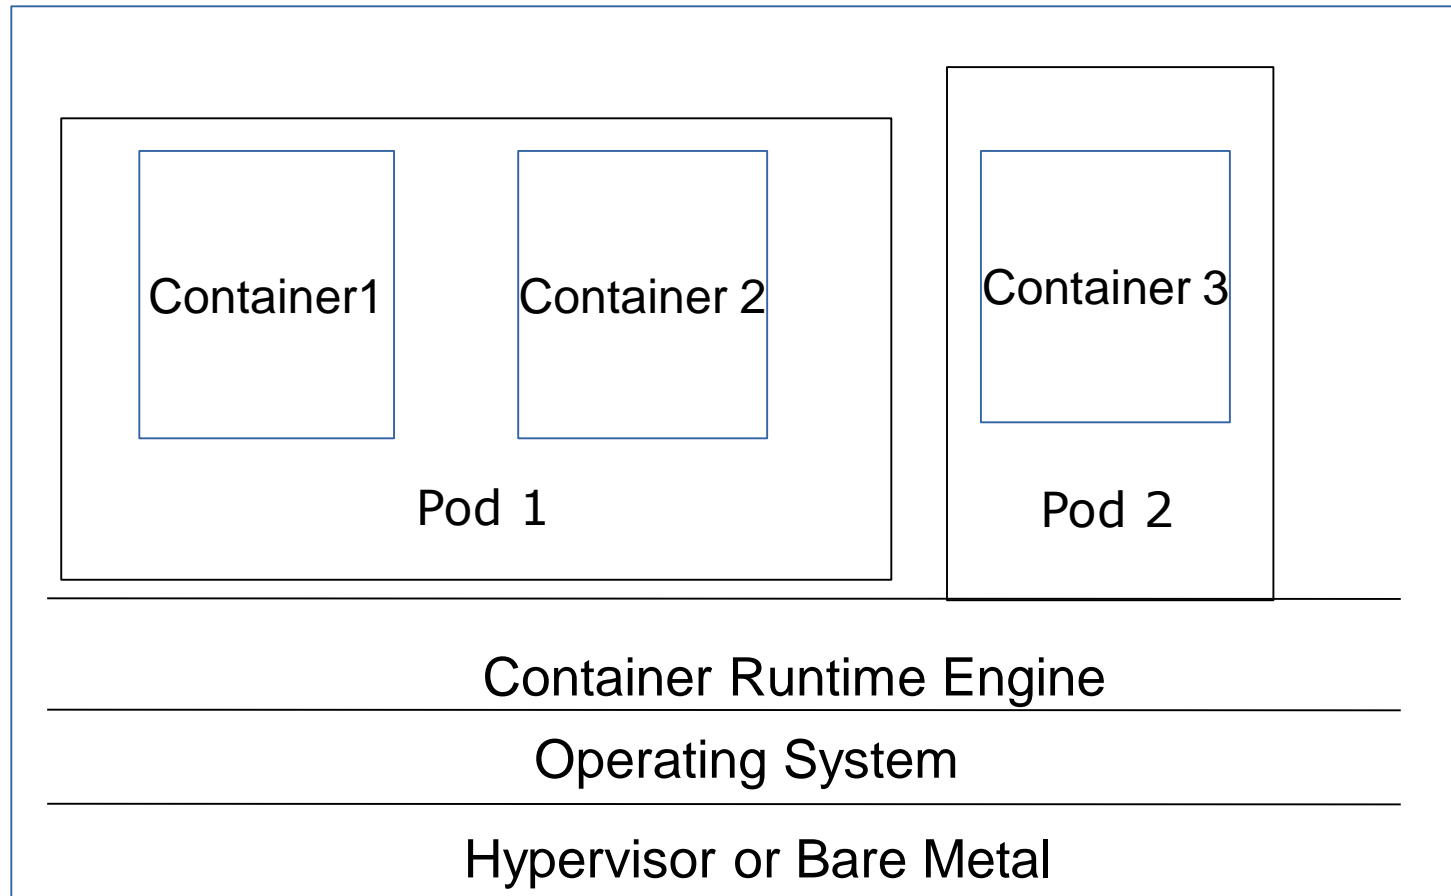 Container1
Container 2
Container 3
Pod 1
Pod 2
Container Runtime Engine
Operating System
Hypervisor or Bare Metal